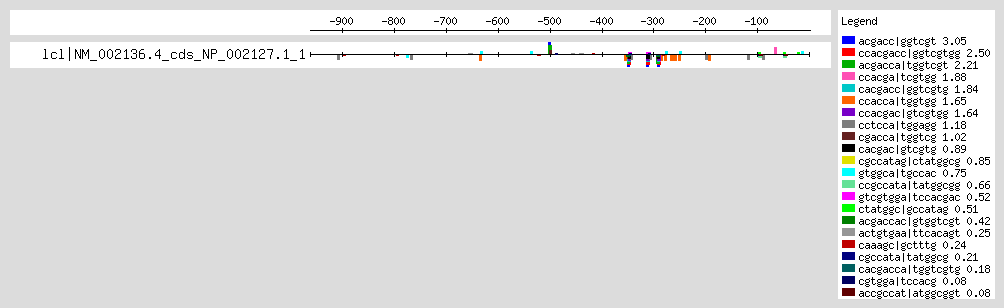 -900 -800 -700 -600 -500 -400 -300 -200 -100
lcl|NM_002136.4_cds_NP_002127.1_1
Legend
acgacc|ggtcgt 3.05
ccacgacc|ggtcgtgg 2.50
acgacca|tggtcgt 2.21
ccacga|tcgtgg 1.88
cacgacc|ggtcgtg 1.84
ccacca|tggtgg 1.65
ccacgac|gtcgtgg 1.64
cctcca|tggagg 1.18
cgacca|tggtcg 1.02
cacgac|gtcgtg 0.89
cgccatag|ctatggcg 0.85
gtggca|tgccac 0.75
ccgccata|tatggcgg 0.66
gtcgtgga|tccacgac 0.52
ctatggc|gccatag 0.51
acgaccac|gtggtcgt 0.42
actgtgaa|ttcacagt 0.25
caaagc|gctttg 0.24
cgccata|tatggcg 0.21
cacgacca|tggtcgtg 0.18
cgtgga|tccacg 0.08
accgccat|atggcggt 0.08